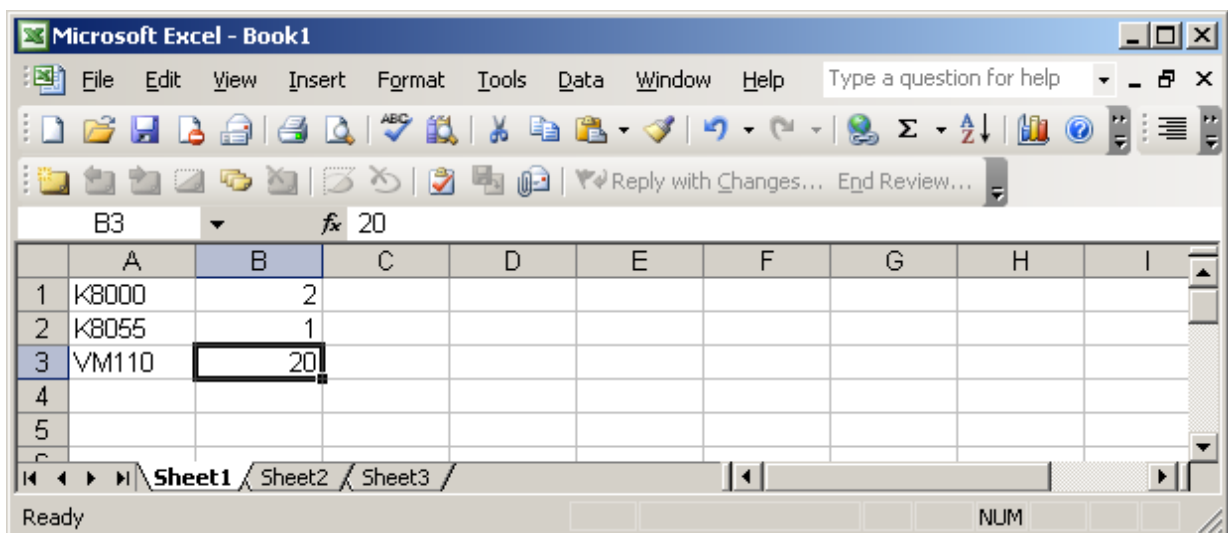 Microsoft Excel - Book1
File Edit View Insert Format Tools Data Window Help Type a question for help
ABC Σ A Z
Reply with Changes... End Review...
B3 fx 20
A B C D E F G H I
1 K8000 2
2 K8055 1
3 VM110 20
4
5
Sheet1 Sheet2 Sheet3
Ready NUM